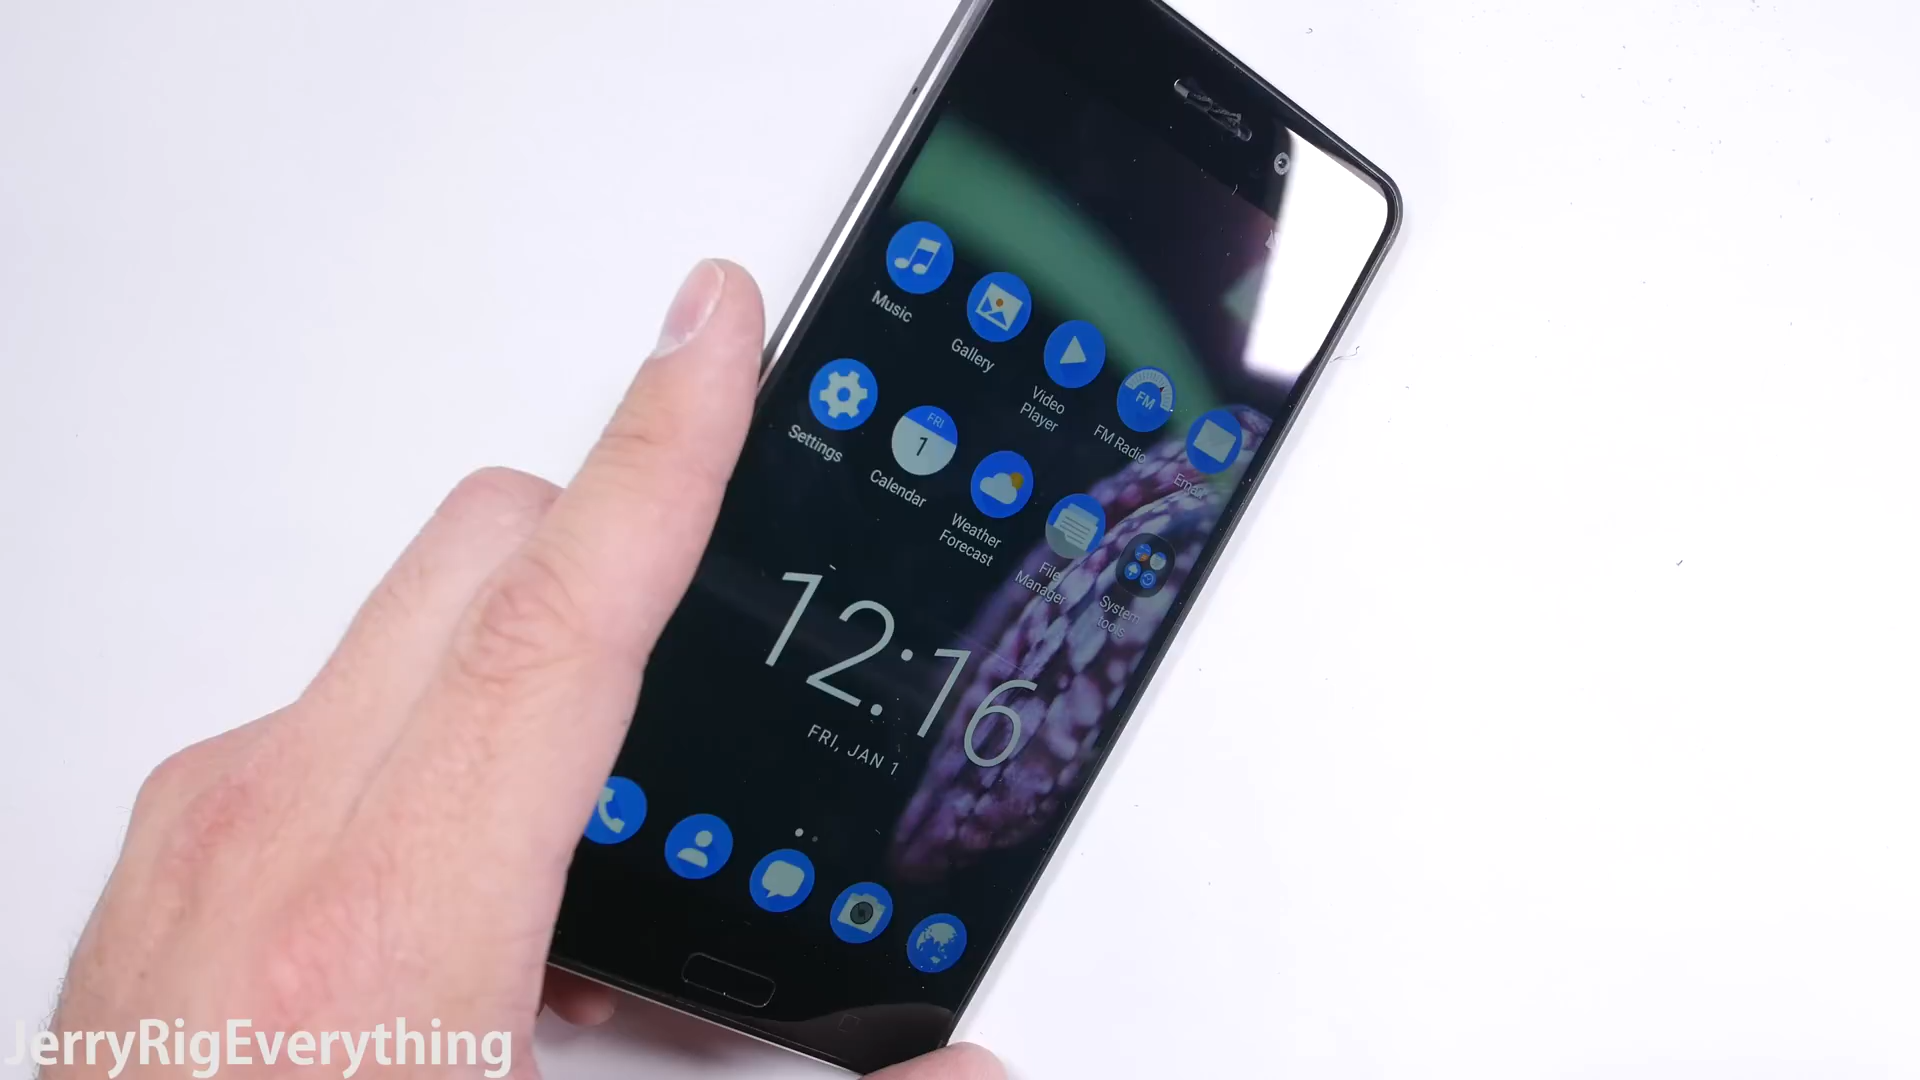 Music
Gallery
Video
Player
FM
FM Radio
Email
Settings
FRI
1
Calendar
Weather
Forecast
File
Manager
System
tools
12:16
FRI, JAN 1
JerryRigEverything